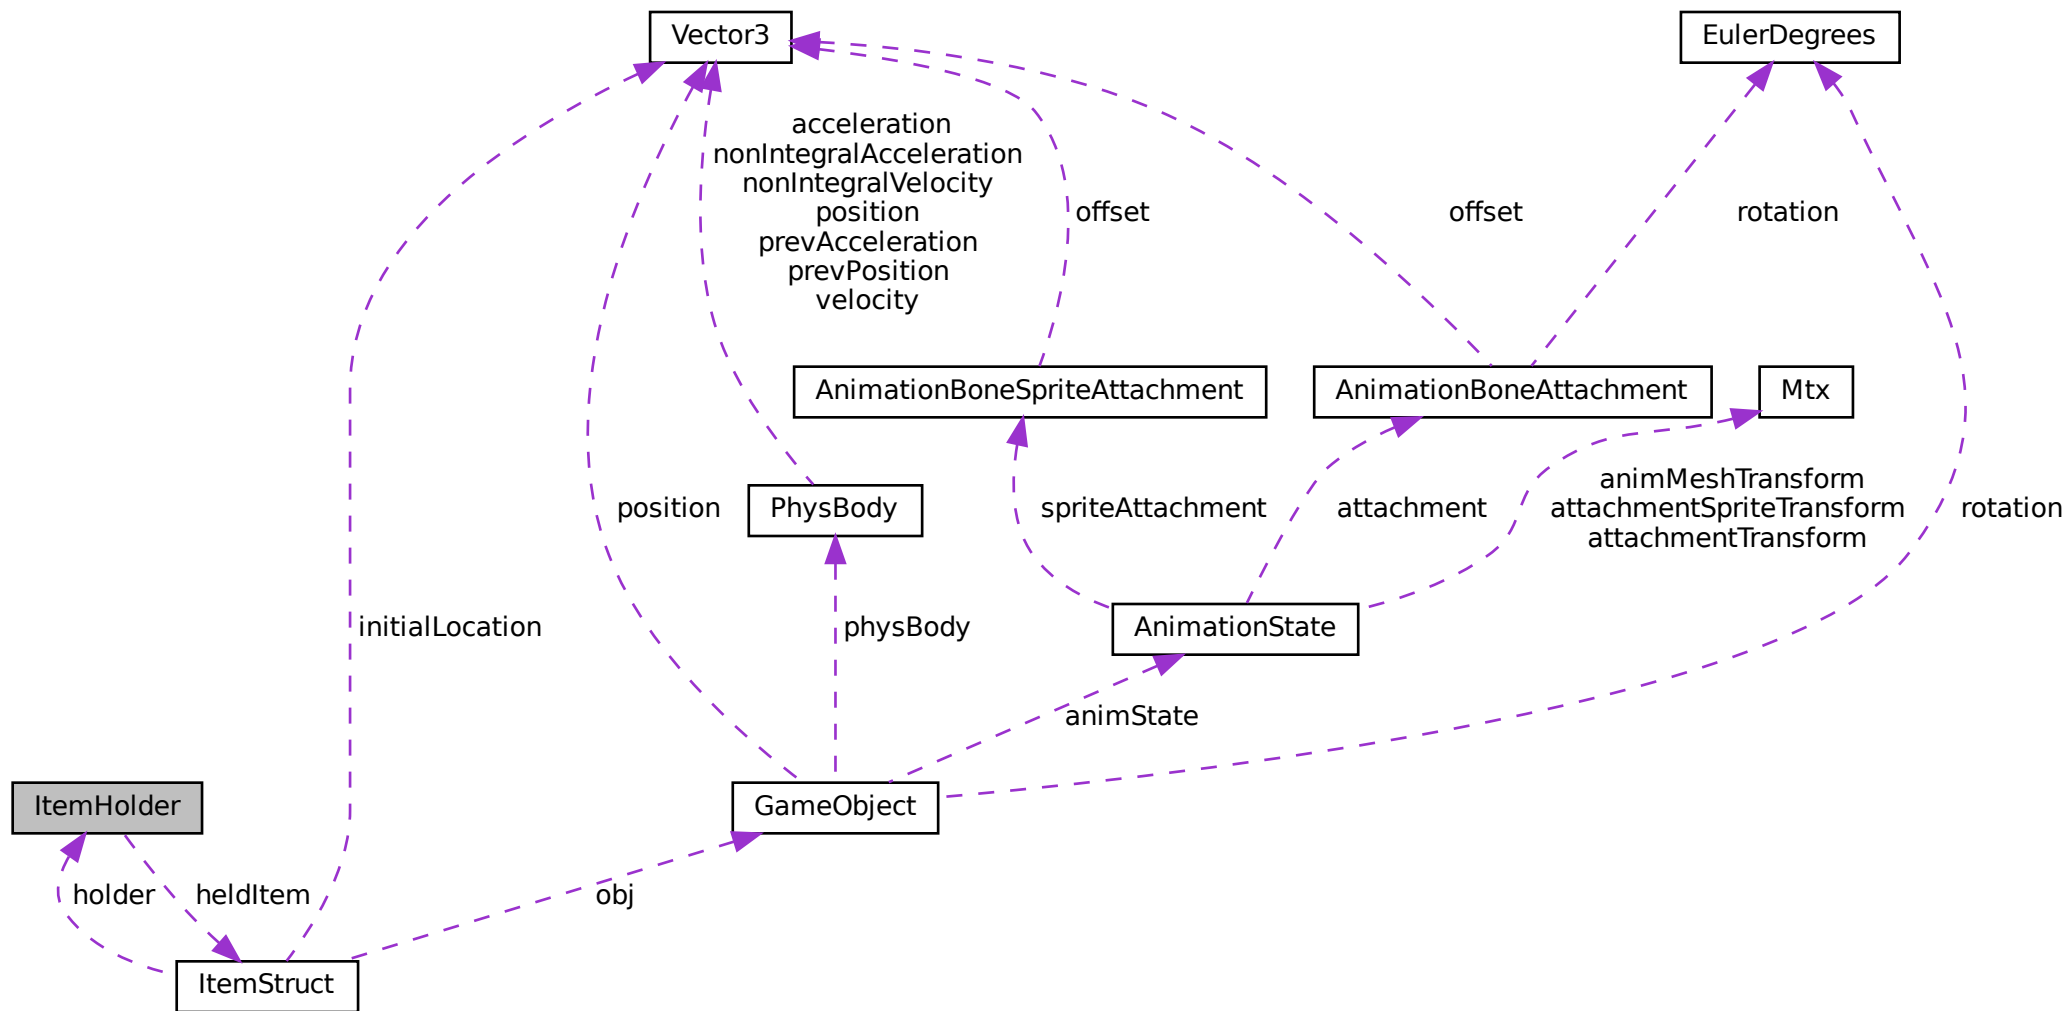 Vector3
EulerDegrees
acceleration
nonIntegralAcceleration
nonIntegralVelocity
position
prevAcceleration
prevPosition
velocity
offset
offset
rotation
AnimationBoneSpriteAttachment
AnimationBoneAttachment
Mtx
position
PhysBody
spriteAttachment
attachment
animMeshTransform
attachmentSpriteTransform
attachmentTransform
rotation
initialLocation
physBody
AnimationState
animState
ItemHolder
GameObject
holder
heldItem
obj
ItemStruct